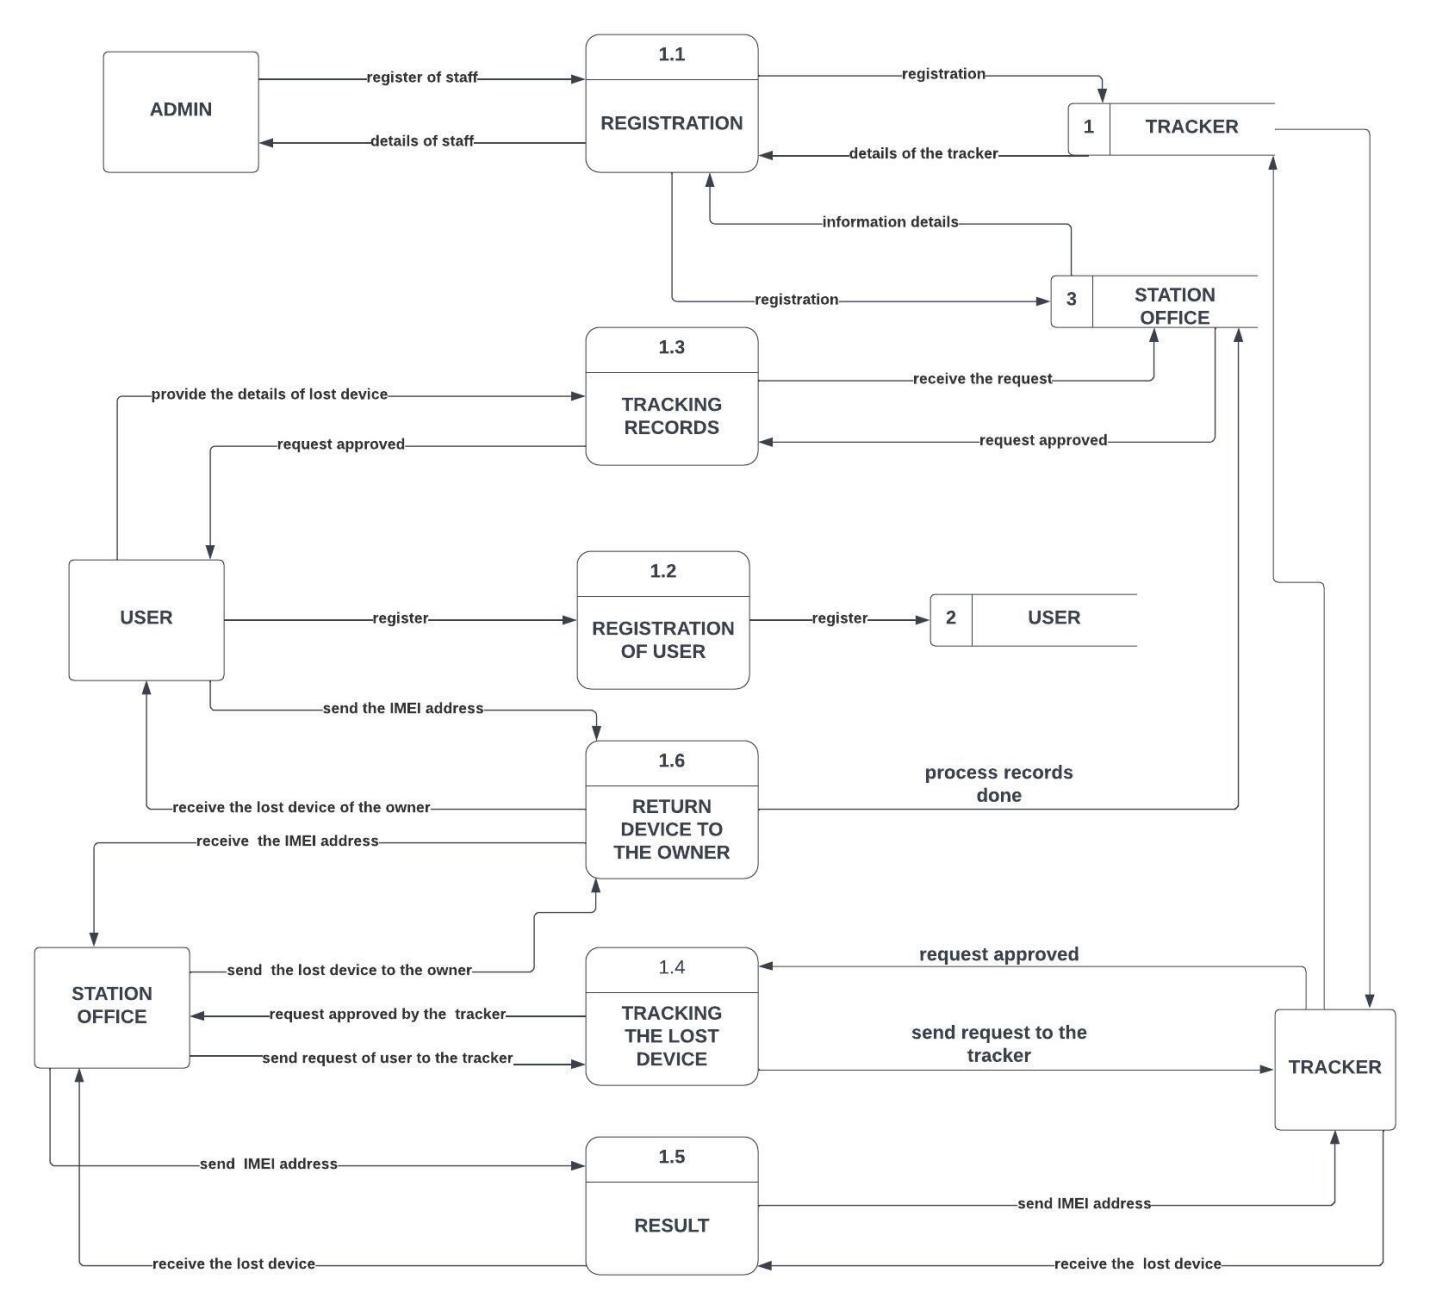 1.1
register of staff
registration
ADMIN
REGISTRATION
1
TRACKER
details of staff
details of the tracker
information details
3
STATION
OFFICE
registration
1.3
provide the details of lost device
TRACKING
RECORDS
receive the request
request approved
request approved
1.2
USER
register
REGISTRATION
OF USER
register
2
USER
send the IMEI address
1.6
process records
done
receive the lost device of the owner
RETURN
DEVICE TO
THE OWNER
receive  the IMEI address
send  the lost device to the owner
1.4
request approved
STATION
OFFICE
request approved by the  tracker
TRACKING
THE LOST
DEVICE
send request to the
tracker
send request of user to the tracker
TRACKER
1.5
send  IMEI address
RESULT
send IMEI address
receive the lost device
receive the  lost device